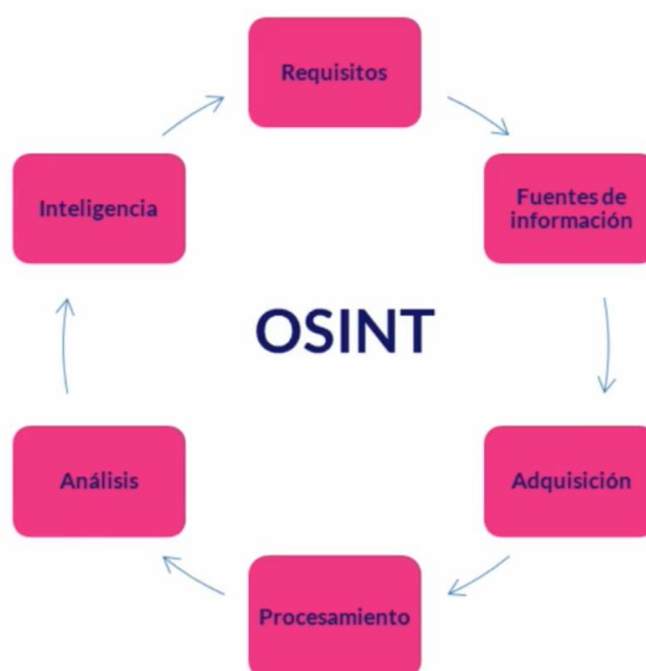 Requisitos
Fuentes de
información
Adquisición
Procesamiento
Análisis
Inteligencia
OSINT